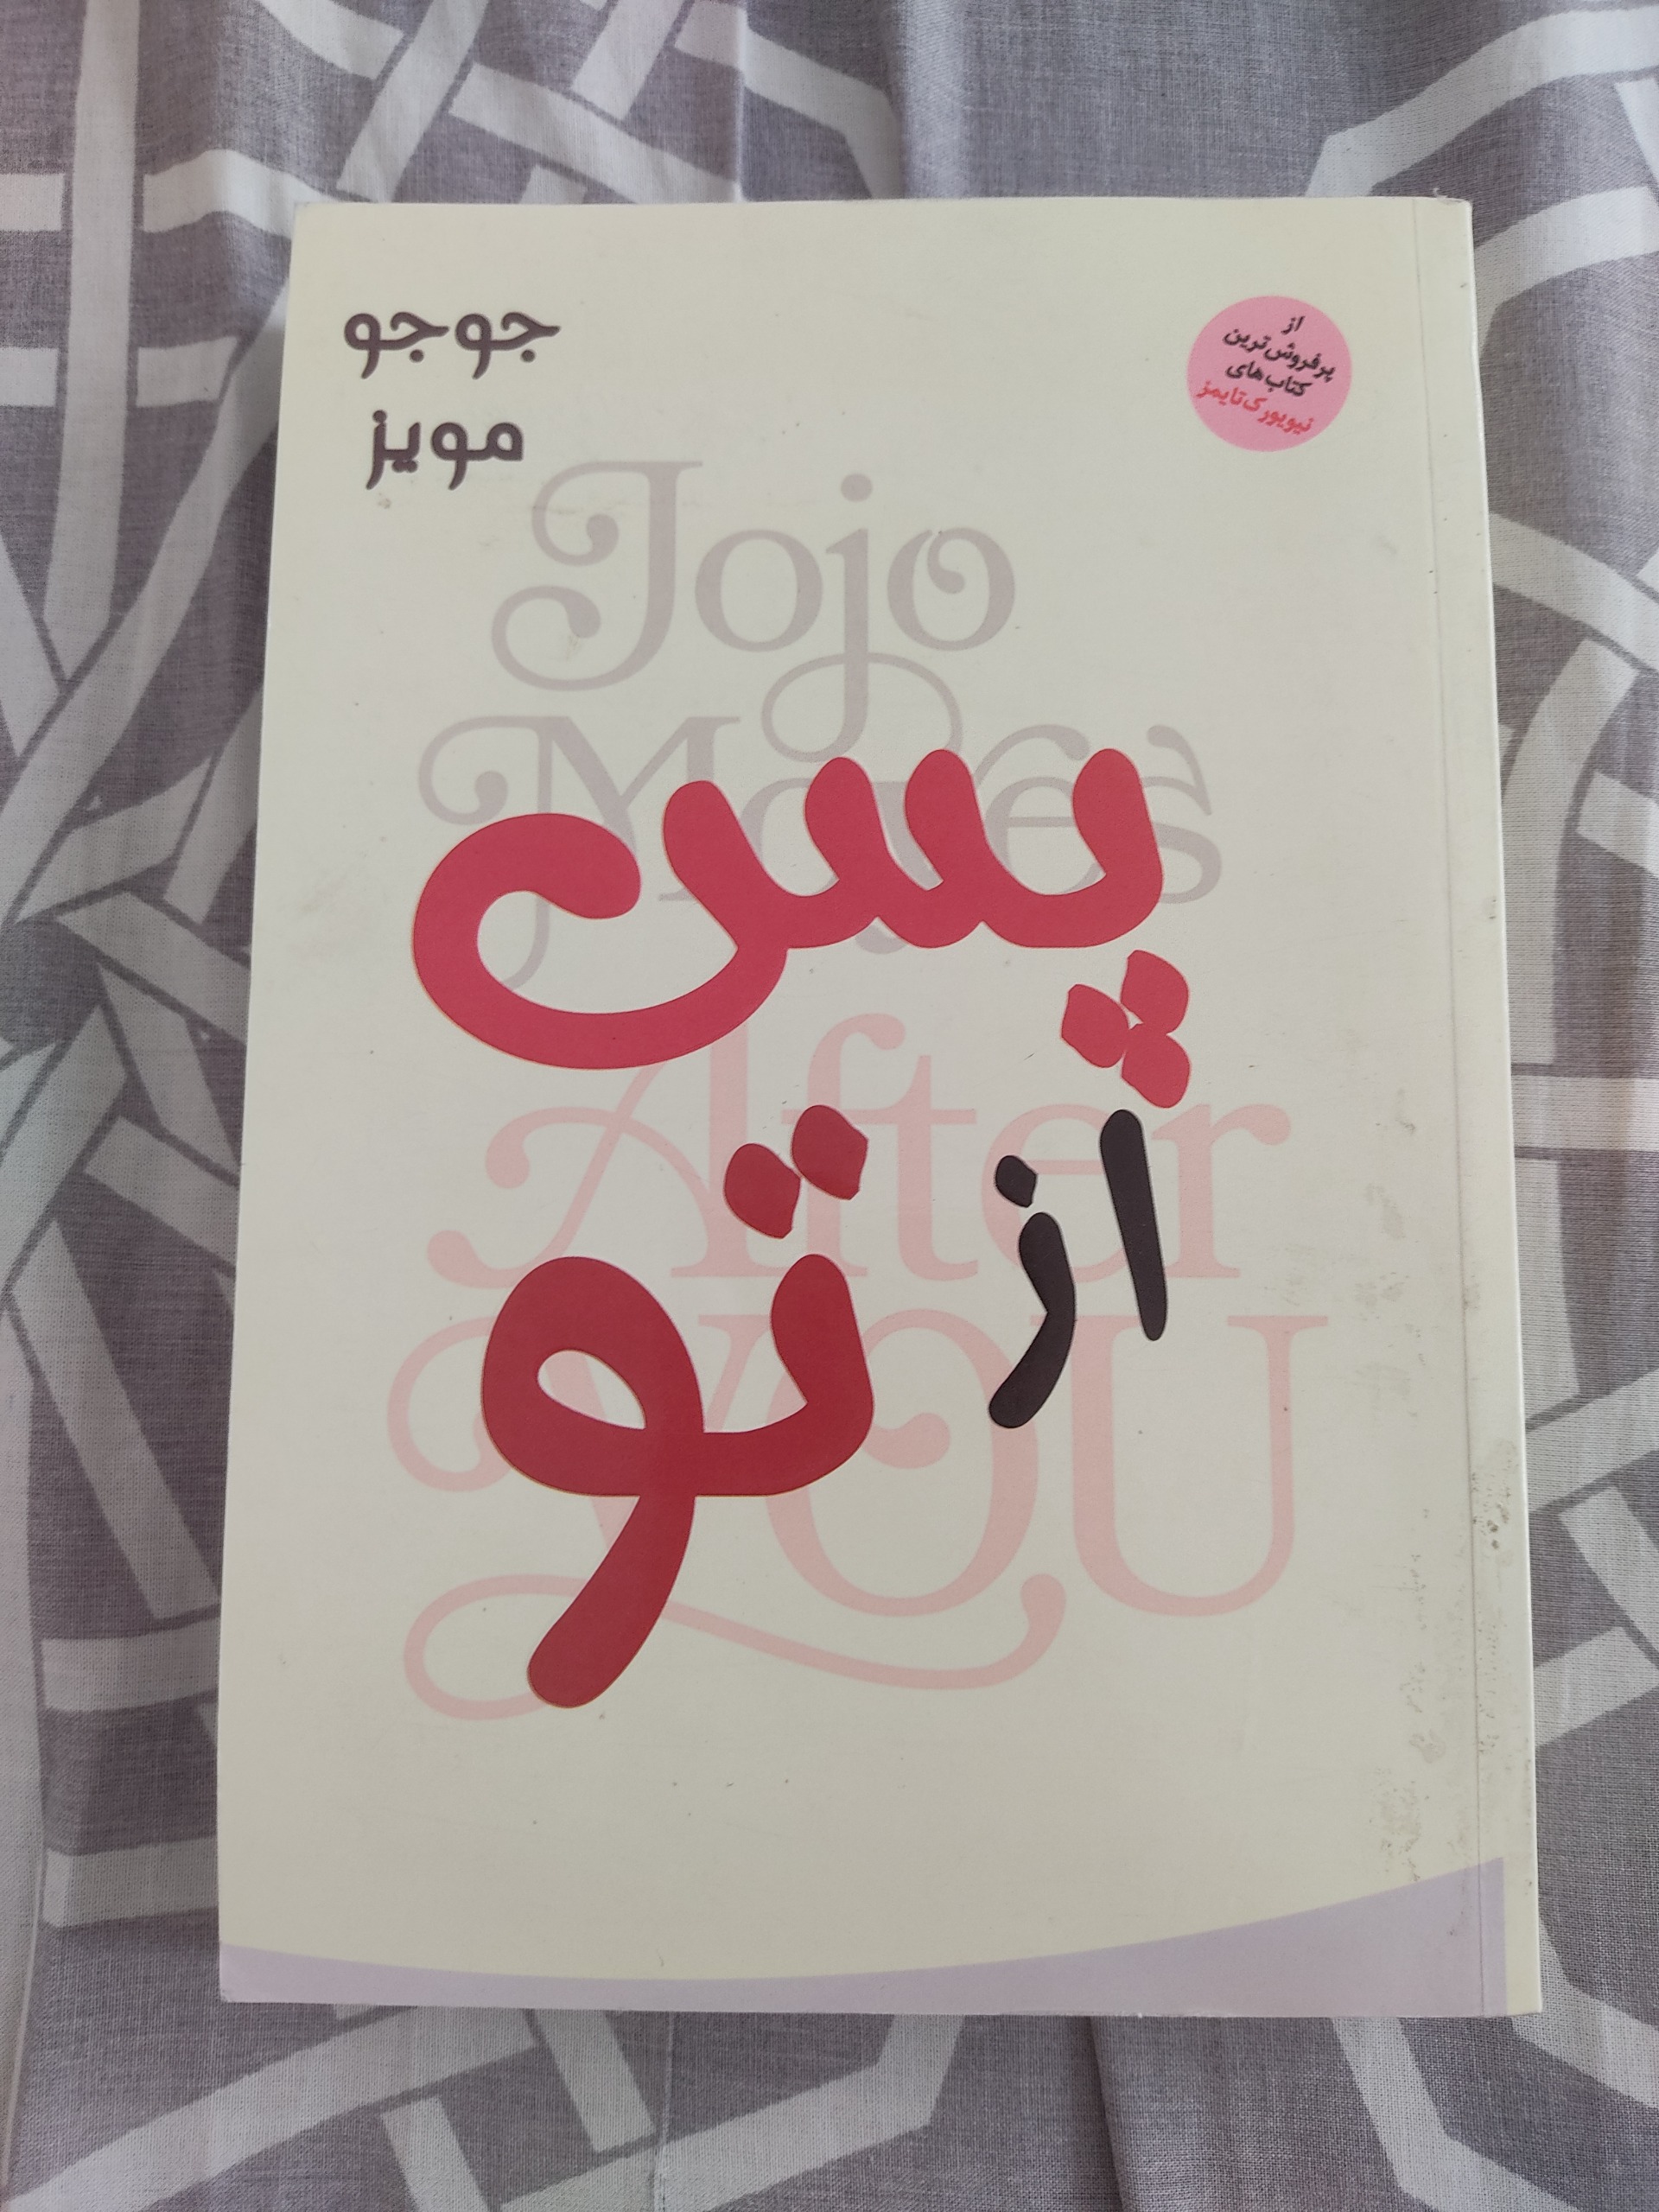 جوجو
مویز
از
پرفروش‌ترین
کتاب‌های
نیویورک‌تایمز
Jojo
Moyes
پس
از
تو
After
YOU